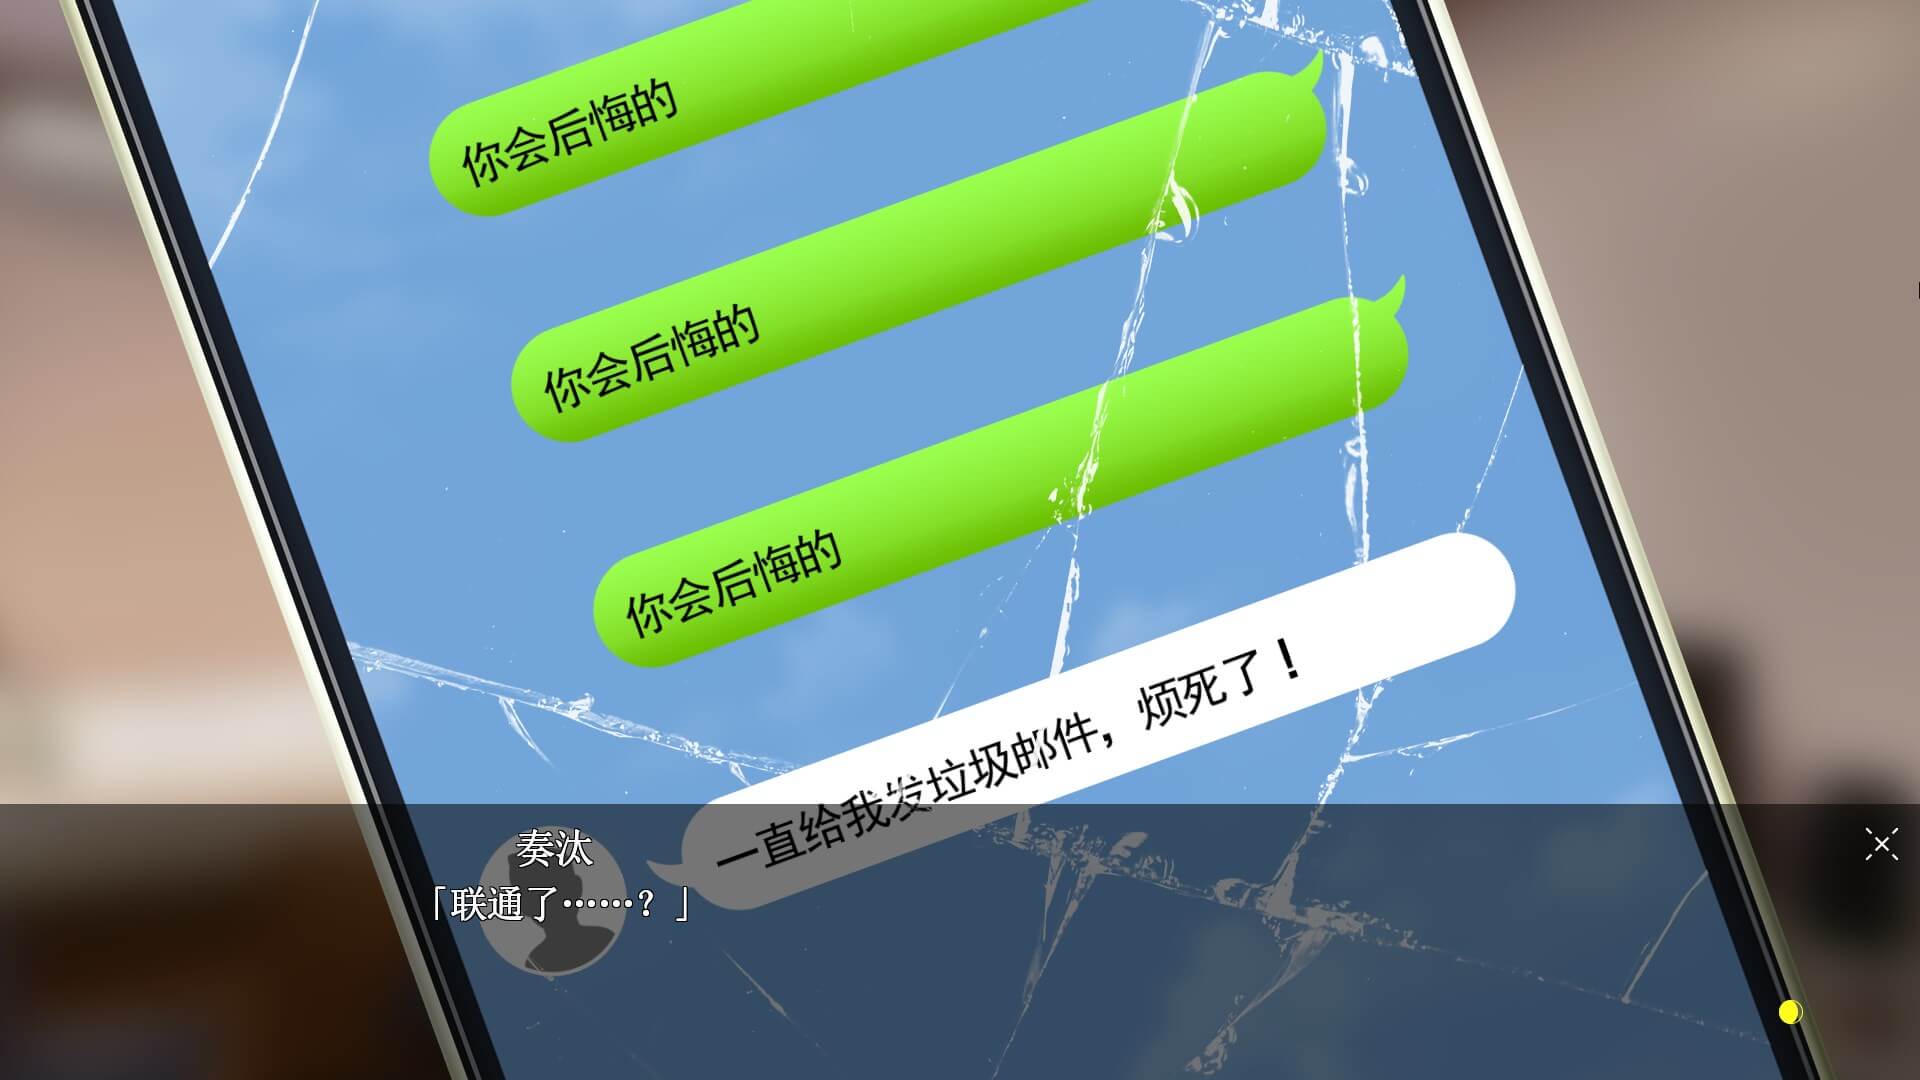 你会后悔的
你会后悔的
你会后悔的
一直给我发垃圾邮件，烦死了！
奏汰
「联通了……？」